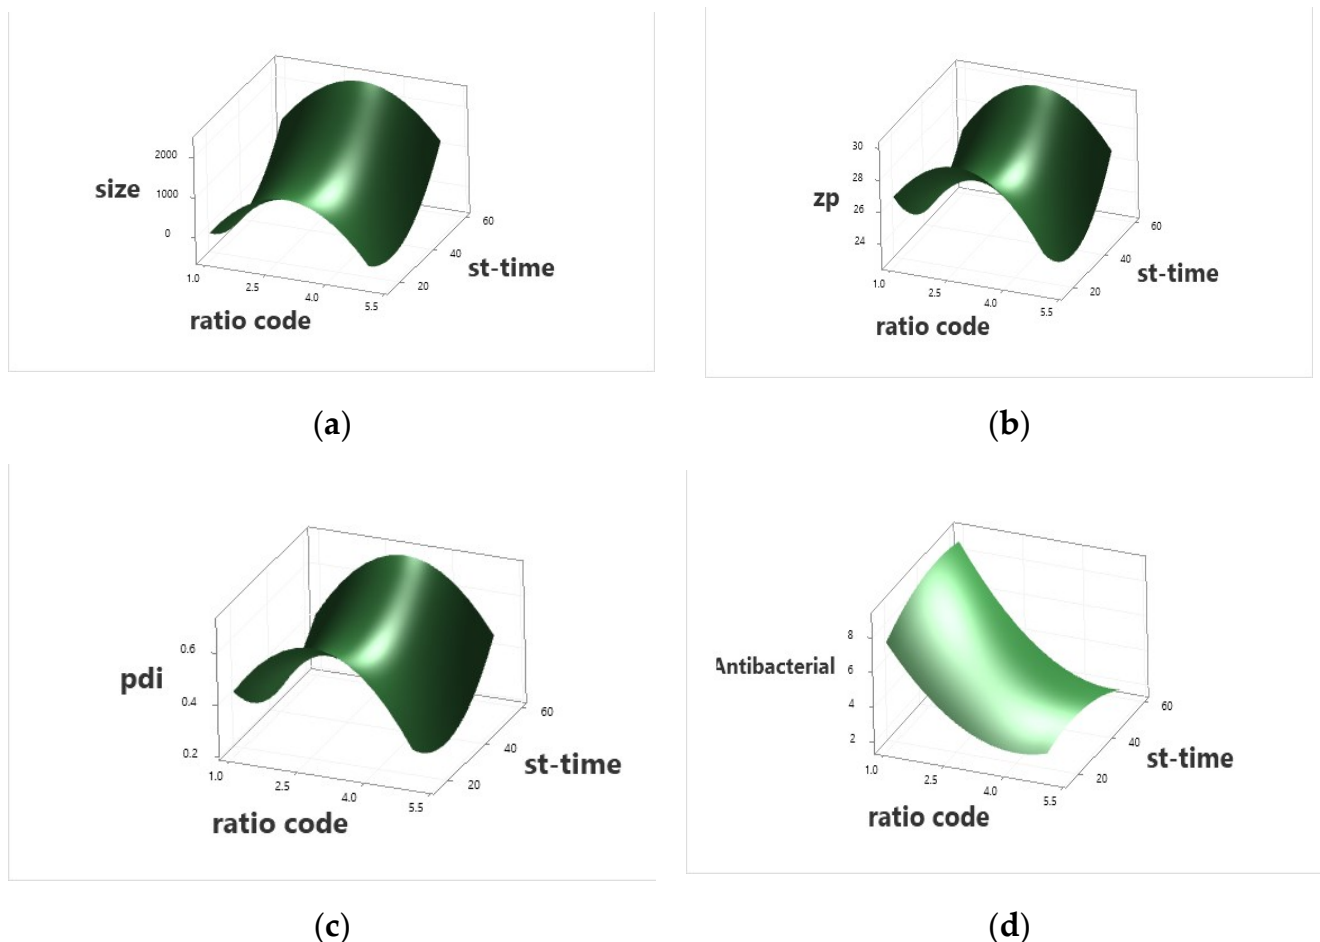 2000
1000
0
size
1.0
2.5
4.0
5.5
ratio code
20
40
60
st-time
(a)
30
28
26
24
zp
1.0
2.5
4.0
5.5
ratio code
20
40
60
st-time
(b)
0.6
0.4
0.2
pdi
1.0
2.5
4.0
5.5
ratio code
20
40
60
st-time
(c)
8
6
4
2
Antibacterial
1.0
2.5
4.0
5.5
ratio code
20
40
60
st-time
(d)